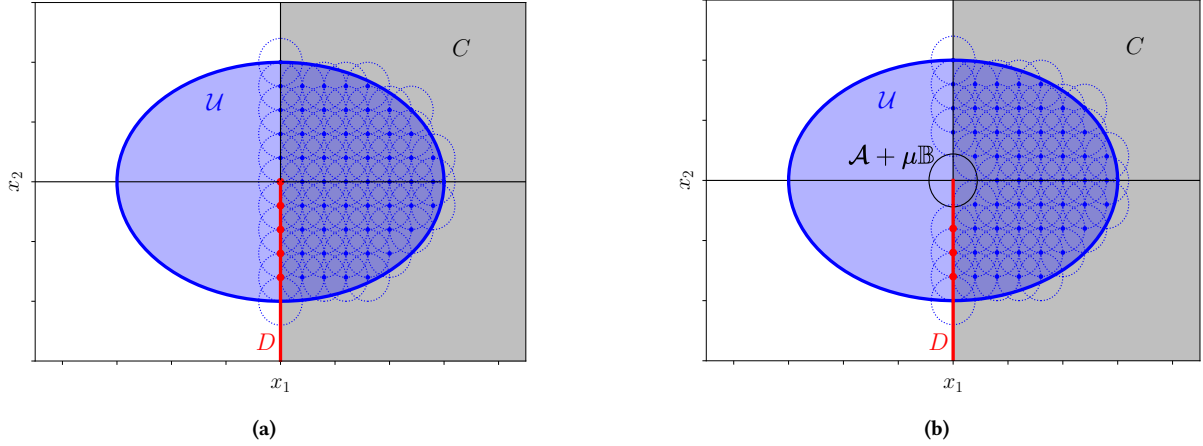 C
𝒰
x₂
D
x₁
(a)
C
𝒰
𝒜 + μ𝔹
x₂
D
x₁
(b)